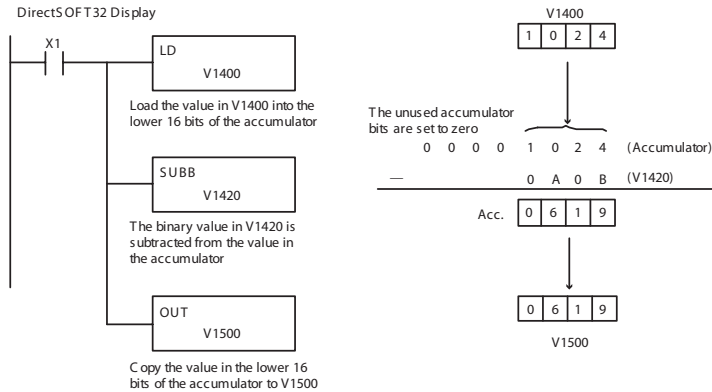 DirectSOFT32 Display
X1
LD
V1400
Load the value in V1400 into the
lower 16 bits of the accumulator
SUBB
V1420
The binary value in V1420 is
subtracted from the value in
the accumulator
OUT
V1500
Copy the value in the lower 16
bits of the accumulator to V1500
V1400
1 0 2 4
The unused accumulator
bits are set to zero
0 0 0 0 1 0 2 4 (Accumulator)
— 0 A 0 B (V1420)
Acc. 0 6 1 9
0 6 1 9
V1500